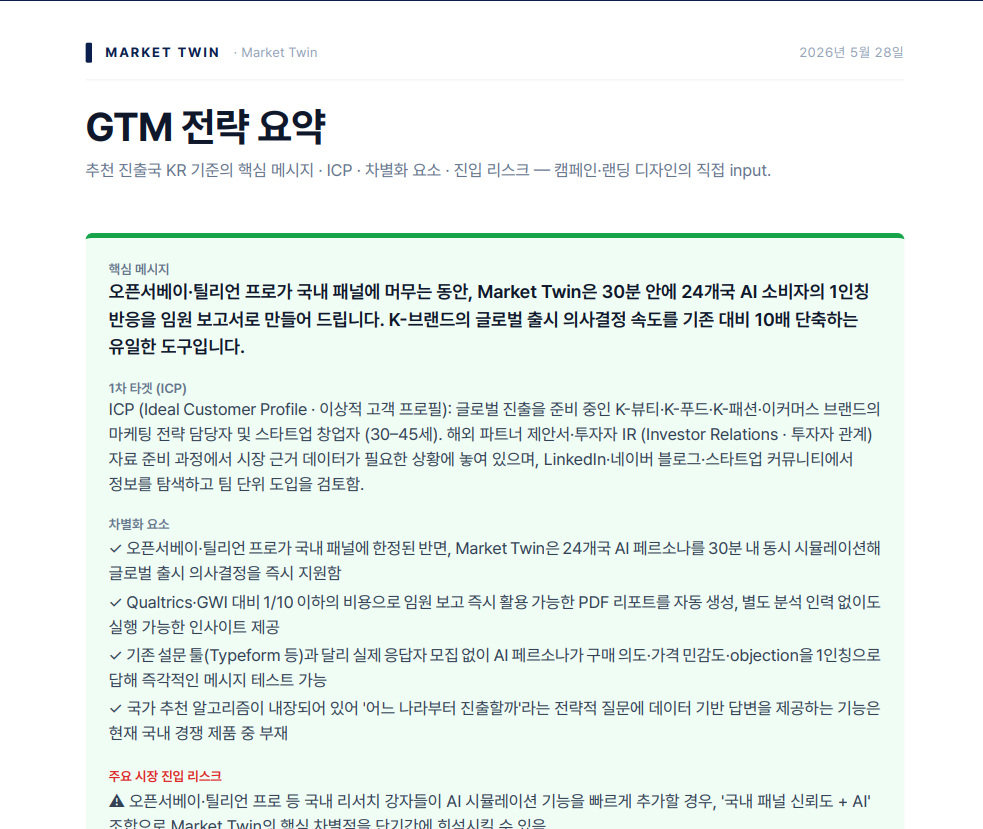 MARKET TWIN · Market Twin
2026년 5월 28일
GTM 전략 요약
추천 진출국 KR 기준의 핵심 메시지 · ICP · 차별화 요소 · 진입 리스크 — 캠페인·랜딩 디자인의 직접 input.
핵심 메시지
오픈서베이·틸리언 프로가 국내 패널에 머무는 동안, Market Twin은 30분 안에 24개국 AI 소비자의 1인칭
반응을 임원 보고서로 만들어 드립니다. K-브랜드의 글로벌 출시 의사결정 속도를 기존 대비 10배 단축하는
유일한 도구입니다.
1차 타겟 (ICP)
ICP (Ideal Customer Profile · 이상적 고객 프로필): 글로벌 진출을 준비 중인 K-뷰티·K-푸드·K-패션·이커머스 브랜드의
마케팅 전략 담당자 및 스타트업 창업자 (30–45세). 해외 파트너 제안서·투자자 IR (Investor Relations · 투자자 관계)
자료 준비 과정에서 시장 근거 데이터가 필요한 상황에 놓여 있으며, LinkedIn·네이버 블로그·스타트업 커뮤니티에서
정보를 탐색하고 팀 단위 도입을 검토함.
차별화 요소
✓ 오픈서베이·틸리언 프로가 국내 패널에 한정된 반면, Market Twin은 24개국 AI 페르소나를 30분 내 동시 시뮬레이션해
글로벌 출시 의사결정을 즉시 지원함
✓ Qualtrics·GWI 대비 1/10 이하의 비용으로 임원 보고 즉시 활용 가능한 PDF 리포트를 자동 생성, 별도 분석 인력 없이도
실행 가능한 인사이트 제공
✓ 기존 설문 툴(Typeform 등)과 달리 실제 응답자 모집 없이 AI 페르소나가 구매 의도·가격 민감도·objection을 1인칭으로
답해 즉각적인 메시지 테스트 가능
✓ 국가 추천 알고리즘이 내장되어 있어 '어느 나라부터 진출할까'라는 전략적 질문에 데이터 기반 답변을 제공하는 기능은
현재 국내 경쟁 제품 중 부재
주요 시장 진입 리스크
⚠ 오픈서베이·틸리언 프로 등 국내 리서치 강자들이 AI 시뮬레이션 기능을 빠르게 추가할 경우, '국내 패널 신뢰도 + AI'
조합으로 Market Twin의 핵심 차별점을 단기간에 희석시킬 수 있음